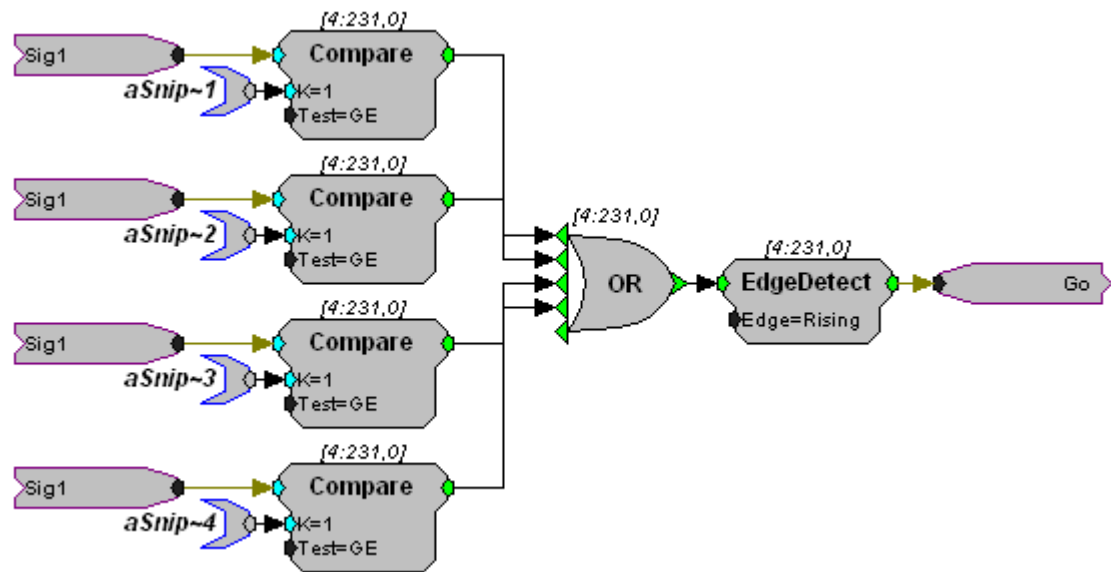 [4:231,0]
Sig1
Compare
aSnip~1
K=1
Test=GE
[4:231,0]
Sig1
Compare
aSnip~2
K=1
Test=GE
[4:231,0]
OR
[4:231,0]
EdgeDetect
Edge=Rising
Go
[4:231,0]
Sig1
Compare
aSnip~3
K=1
Test=GE
[4:231,0]
Sig1
Compare
aSnip~4
K=1
Test=GE